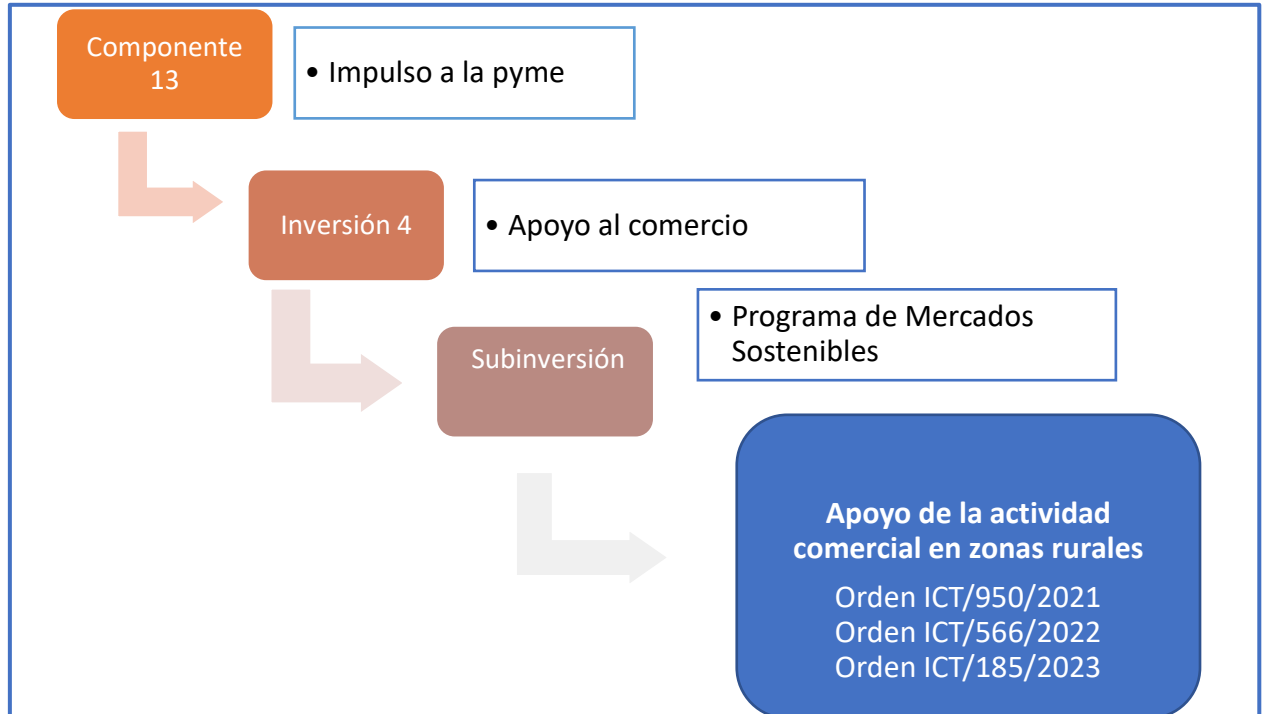 Componente
13
• Impulso a la pyme
Inversión 4
• Apoyo al comercio
Subinversión
• Programa de Mercados
Sostenibles
Apoyo de la actividad
comercial en zonas rurales
Orden ICT/950/2021
Orden ICT/566/2022
Orden ICT/185/2023